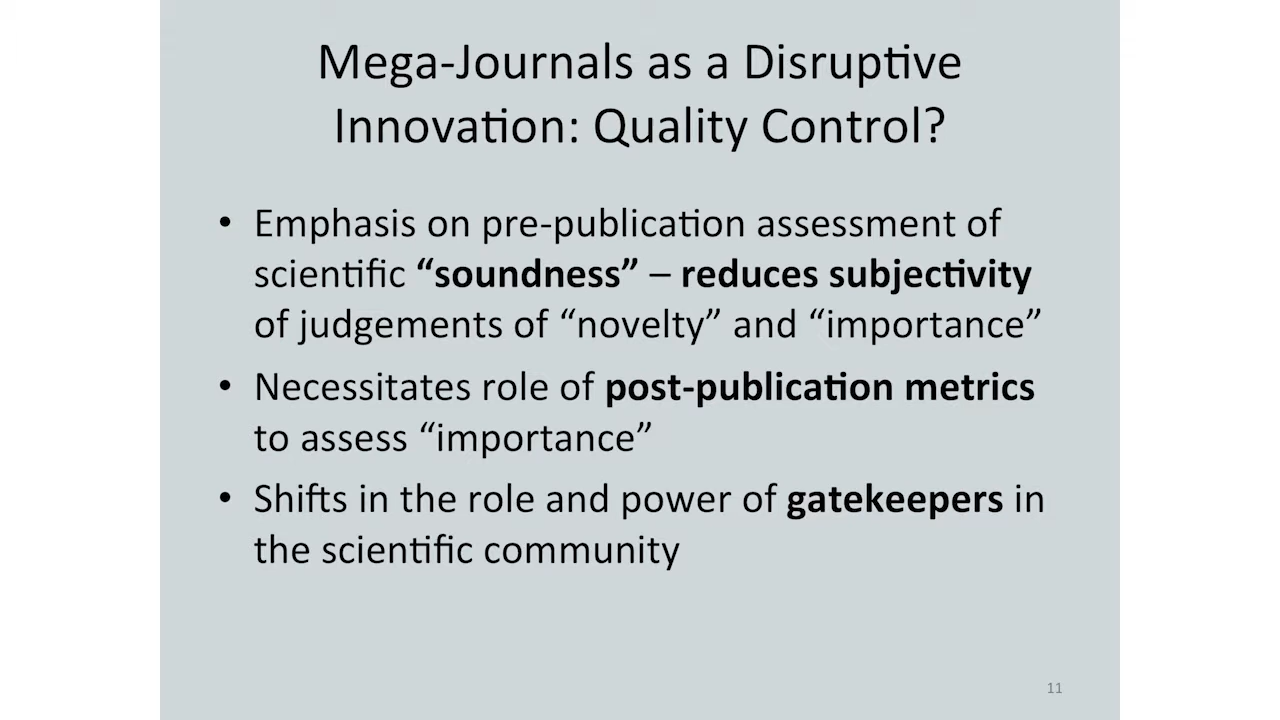 Mega-Journals as a Disruptive
Innovation: Quality Control?
• Emphasis on pre-publication assessment of
scientific “soundness” – reduces subjectivity
of judgements of “novelty” and “importance”
• Necessitates role of post-publication metrics
to assess “importance”
• Shifts in the role and power of gatekeepers in
the scientific community
11